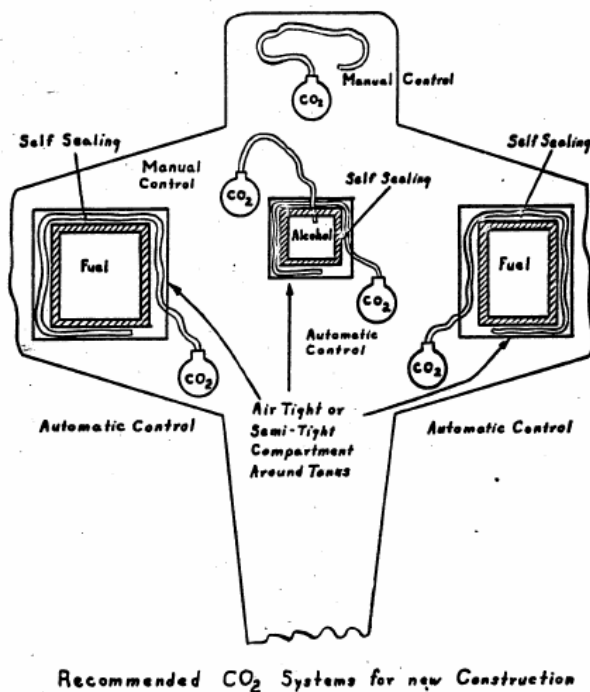 CO2
Manual Control
Self Sealing
Manual
Control
CO2
Self Sealing
Self Sealing
Fuel
Alcohol
Fuel
CO2
CO2
CO2
Automatic
Control
Automatic Control
Air Tight or
Semi-Tight
Compartment
Around Tanks
Automatic Control
Recommended CO2 Systems for new Construction